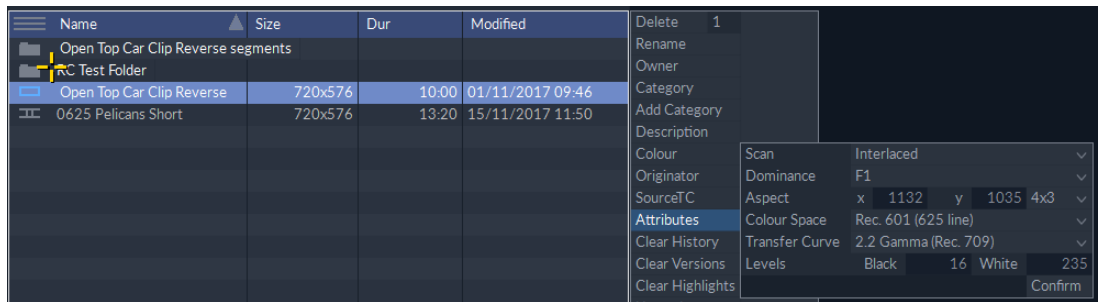 Name Size Dur Modified
Open Top Car Clip Reverse segments
RC Test Folder
Open Top Car Clip Reverse 720x576 10:00 01/11/2017 09:46
0625 Pelicans Short 720x576 13:20 15/11/2017 11:50
Delete 1
Rename
Owner
Category
Add Category
Description
Colour
Originator
SourceTC
Attributes
Clear History
Clear Versions
Clear Highlights
Scan Interlaced
Dominance F1
Aspect x 1132 y 1035 4x3
Colour Space Rec. 601 (625 line)
Transfer Curve 2.2 Gamma (Rec. 709)
Levels Black 16 White 235
Confirm